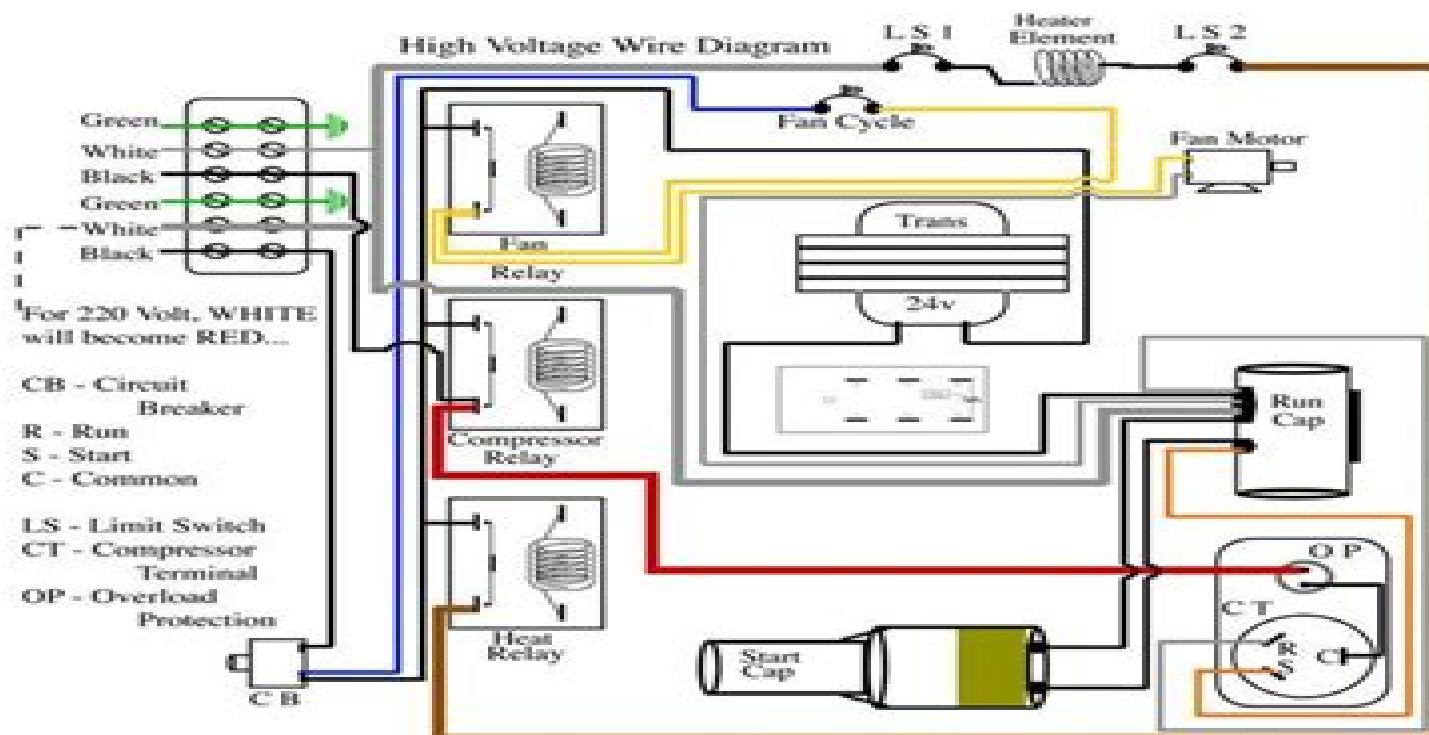 High Voltage Wire Diagram
L S 1
Heater
Element
L S 2
Fan Cycle
Fan Motor
Green
White
Black
Green
White
Black
For 220 Volt, WHITE
will become RED...
CB - Circuit
Breaker
R - Run
S - Start
C - Common
LS - Limit Switch
CT - Compressor
Terminal
OP - Overload
Protection
C B
Fan
Relay
Compressor
Relay
Heat
Relay
Trans
24v
Run
Cap
Start
Cap
O P
C T
R
S
C